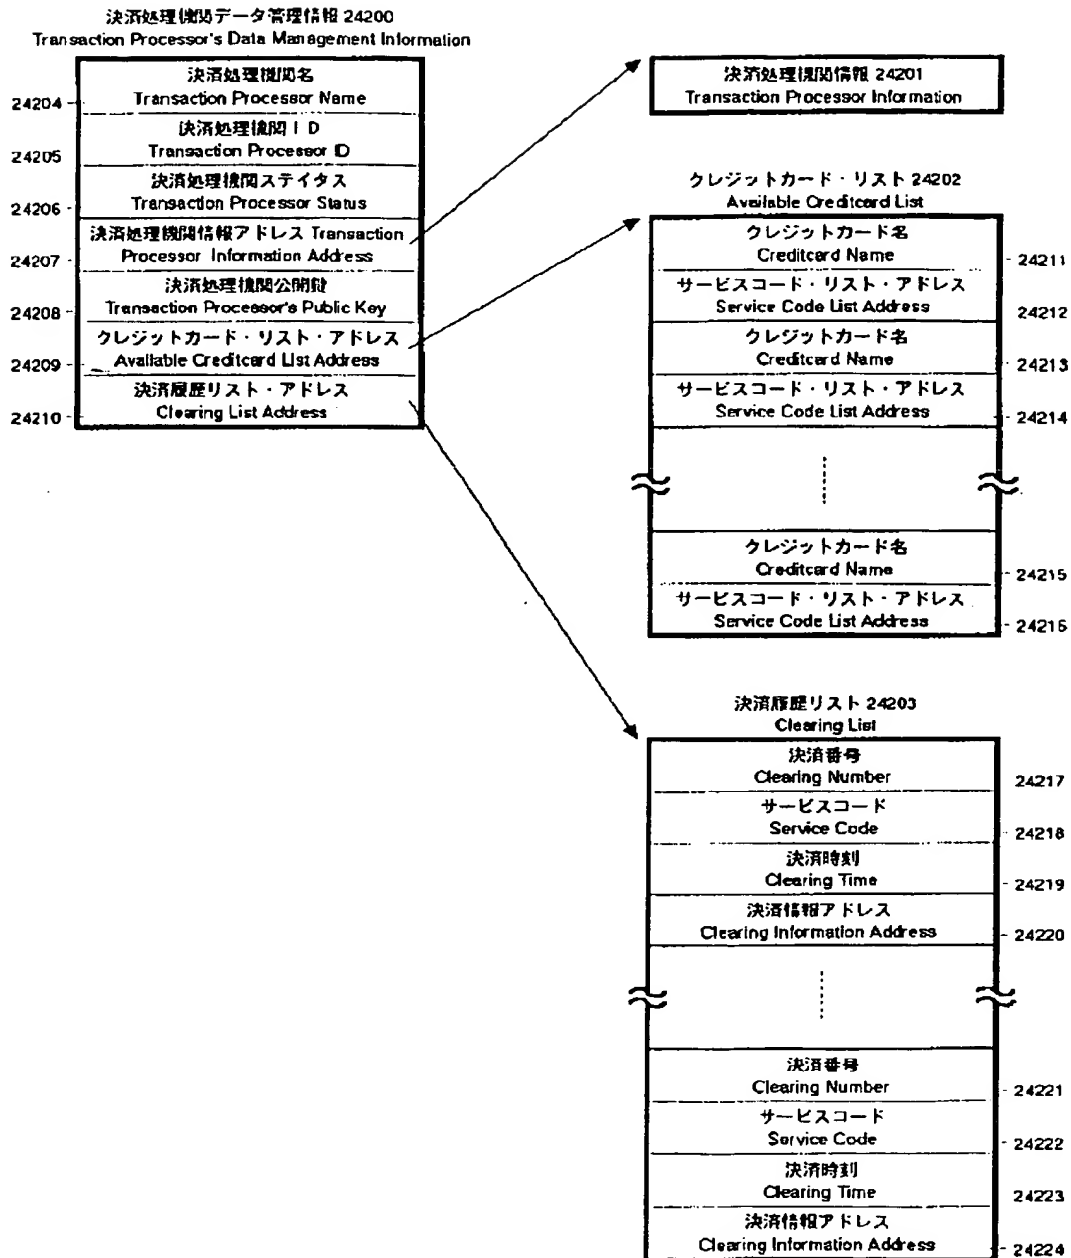 決済処理機関データ管理情報 24200
Transaction Processor's Data Management Information
決済処理機関名
Transaction Processor Name
24204
決済処理機関ID
Transaction Processor ID
24205
決済処理機関ステイタス
Transaction Processor Status
24206
決済処理機関情報アドレス Transaction
Processor Information Address
24207
決済処理機関公開鍵
Transaction Processor's Public Key
24208
クレジットカード・リスト・アドレス
Available Creditcard List Address
24209
決済履歴リスト・アドレス
Clearing List Address
24210
決済処理機関情報 24201
Transaction Processor Information
クレジットカード・リスト 24202
Available Creditcard List
クレジットカード名
Creditcard Name
24211
サービスコード・リスト・アドレス
Service Code List Address
24212
クレジットカード名
Creditcard Name
24213
サービスコード・リスト・アドレス
Service Code List Address
24214
クレジットカード名
Creditcard Name
24215
サービスコード・リスト・アドレス
Service Code List Address
24216
決済履歴リスト 24203
Clearing List
決済番号
Clearing Number
24217
サービスコード
Service Code
24218
決済時刻
Clearing Time
24219
決済情報アドレス
Clearing Information Address
24220
決済番号
Clearing Number
24221
サービスコード
Service Code
24222
決済時刻
Clearing Time
24223
決済情報アドレス
Clearing Information Address
24224